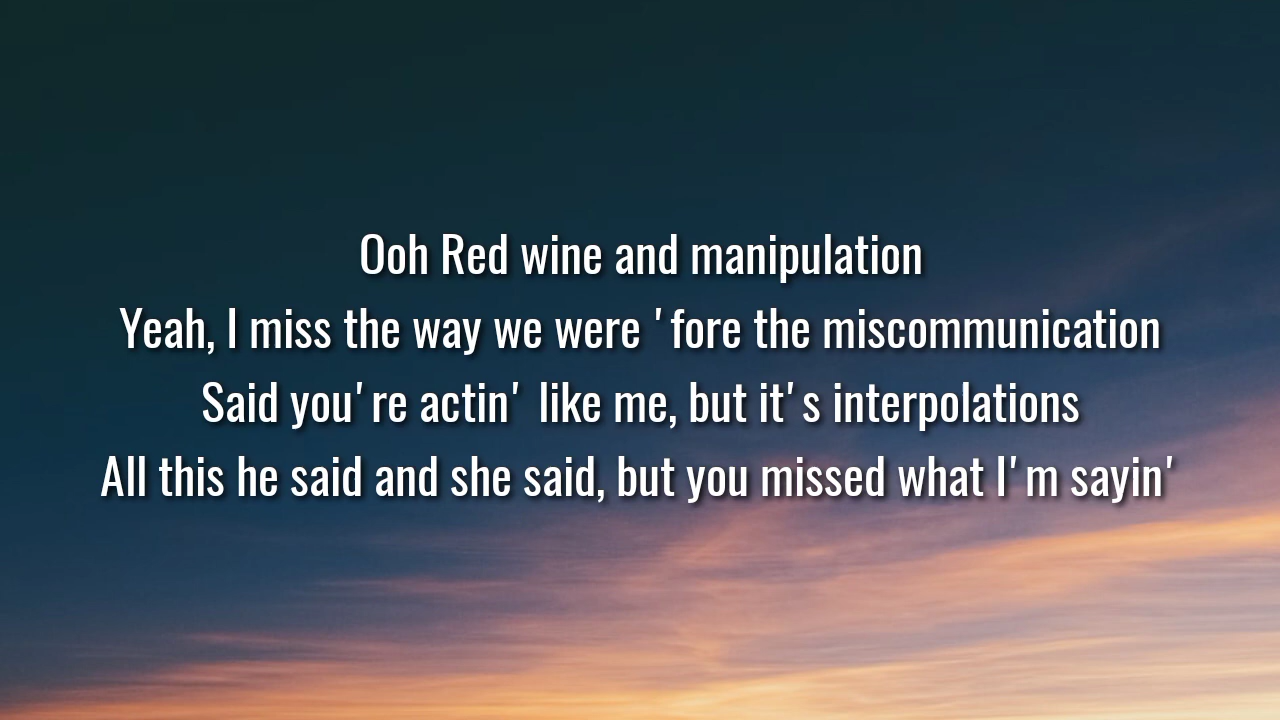 Ooh Red wine and manipulation
Yeah, I miss the way we were 'fore the miscommunication
Said you're actin' like me, but it's interpolations
All this he said and she said, but you missed what I'm sayin'